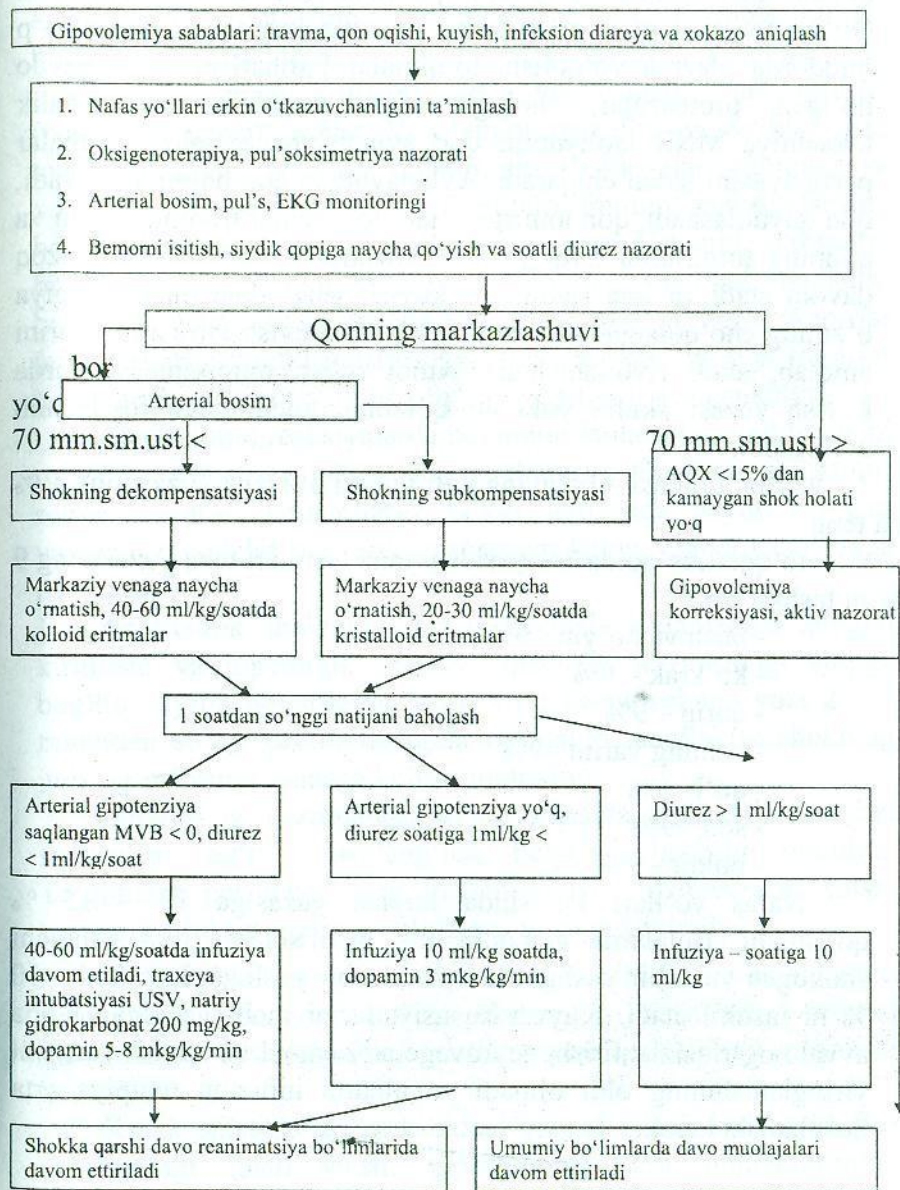 Gipovolemiya sabablari: travma, qon oqishi, kuyish, infeksion diareya va xokazo aniqlash
1. Nafas yo‘llari erkin o‘tkazuvchanligini ta’minlash
2. Oksigenoterapiya, pul’soksimetriya nazorati
3. Arterial bosim, pul’s, EKG monitoringi
4. Bemorni isitish, siydik qopiga naycha qo‘yish va soatli diurez nazorati
Qonning markazlashuvi
bor
yo‘q
Arterial bosim
70 mm.sm.ust <
70 mm.sm.ust >
Shokning dekompensatsiyasi
Shokning subkompensatsiyasi
AQX <15% dan
kamaygan shok holati
yo‘q
Markaziy venaga naycha
o‘rnatish, 40-60 ml/kg/soatda
kolloid eritmalar
Markaziy venaga naycha
o‘rnatish, 20-30 ml/kg/soatda
kristalloid eritmalar
Gipovolemiya
korreksiyasi, aktiv nazorat
1 soatdan so‘nggi natijani baholash
Arterial gipotenziya
saqlangan MVB < 0, diurez
< 1ml/kg/soat
Arterial gipotenziya yo‘q,
diurez soatiga 1ml/kg <
Diurez > 1 ml/kg/soat
40-60 ml/kg/soatda infuziya
davom etiladi, traxeya
intubatsiyasi USV, natriy
gidrokarbonat 200 mg/kg,
dopamin 5-8 mkg/kg/min
Infuziya 10 ml/kg soatda,
dopamin 3 mkg/kg/min
Infuziya – soatiga 10
ml/kg
Shokka qarshi davo reanimatsiya bo‘limlarida
davom ettiriladi
Umumiy bo‘limlarda davo muolajalari
davom ettiriladi